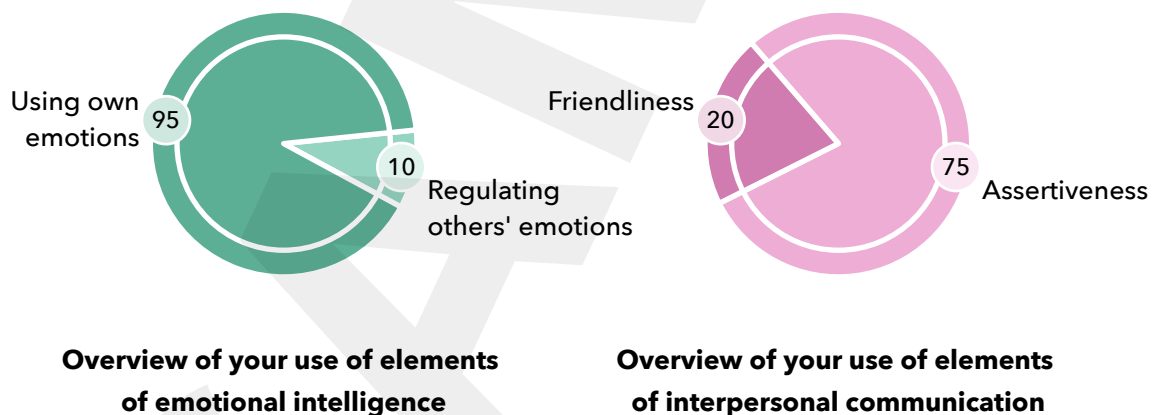 Using own
emotions
95
10
Regulating
others' emotions
Overview of your use of elements
of emotional intelligence
Friendliness
20
75
Assertiveness
Overview of your use of elements
of interpersonal communication